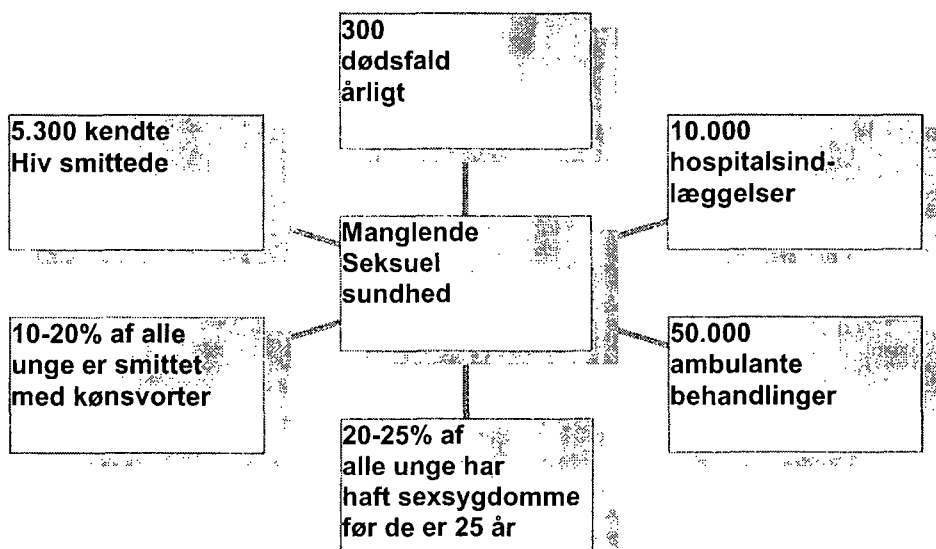 300
dødsfald
årligt
5.300 kendte
Hiv smittede
10.000
hospitalsind-
læggelser
Manglende
Seksuel
sundhed
10-20% af alle
unge er smittet
med kønsvorter
50.000
ambulante
behandlinger
20-25% af
alle unge har
haft sexsygdomme
før de er 25 år